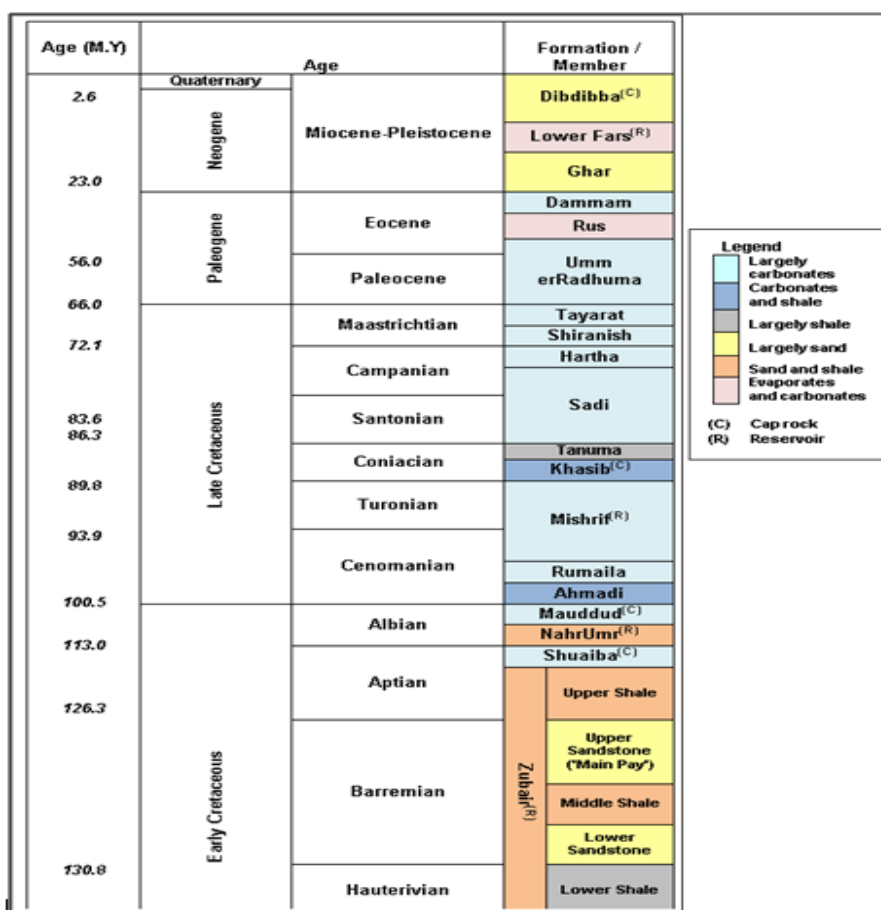 Age (M.Y)
Age
Formation /
Member
Quaternary
2.6
Neogene
Miocene-Pleistocene
Dibdibba(C)
Lower Fars(R)
Ghar
23.0
Paleogene
Eocene
Dammam
Rus
56.0
Paleocene
Umm
erRadhuma
66.0
Late Cretaceous
Maastrichtian
Tayarat
Shiranish
72.1
Campanian
Hartha
Sadi
83.6
Santonian
86.3
Coniacian
Tanuma
Khasib(C)
89.8
Turonian
Mishrif(R)
93.9
Cenomanian
Rumaila
Ahmadi
100.5
Early Cretaceous
Albian
Mauddud(C)
NahrUmr(R)
113.0
Aptian
Shuaiba(C)
Zubair(R)
Upper Shale
126.3
Barremian
Upper
Sandstone
("Main Pay")
Middle Shale
Lower
Sandstone
130.8
Hauterivian
Lower Shale
Legend
Largely
carbonates
Carbonates
and shale
Largely shale
Largely sand
Sand and shale
Evaporates
and carbonates
(C) Cap rock
(R) Reservoir